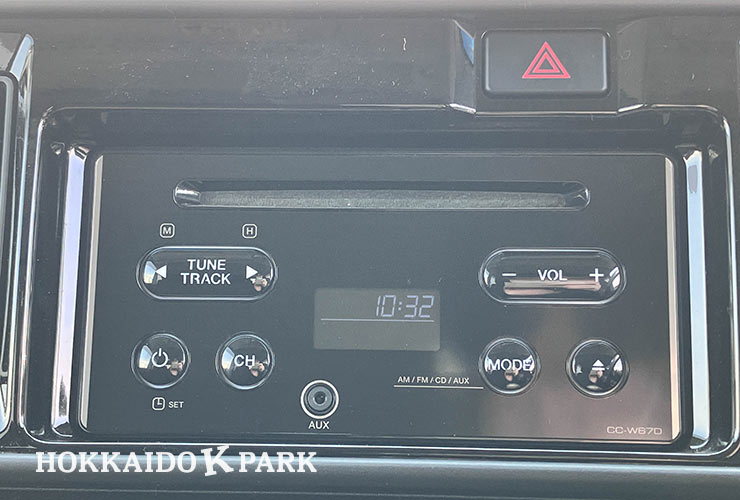 M
H
TUNE
TRACK
− VOL +
10:32
CH
MODE
AM / FM / CD / AUX
SET
AUX
CC-W67D
HOKKAIDO K PARK